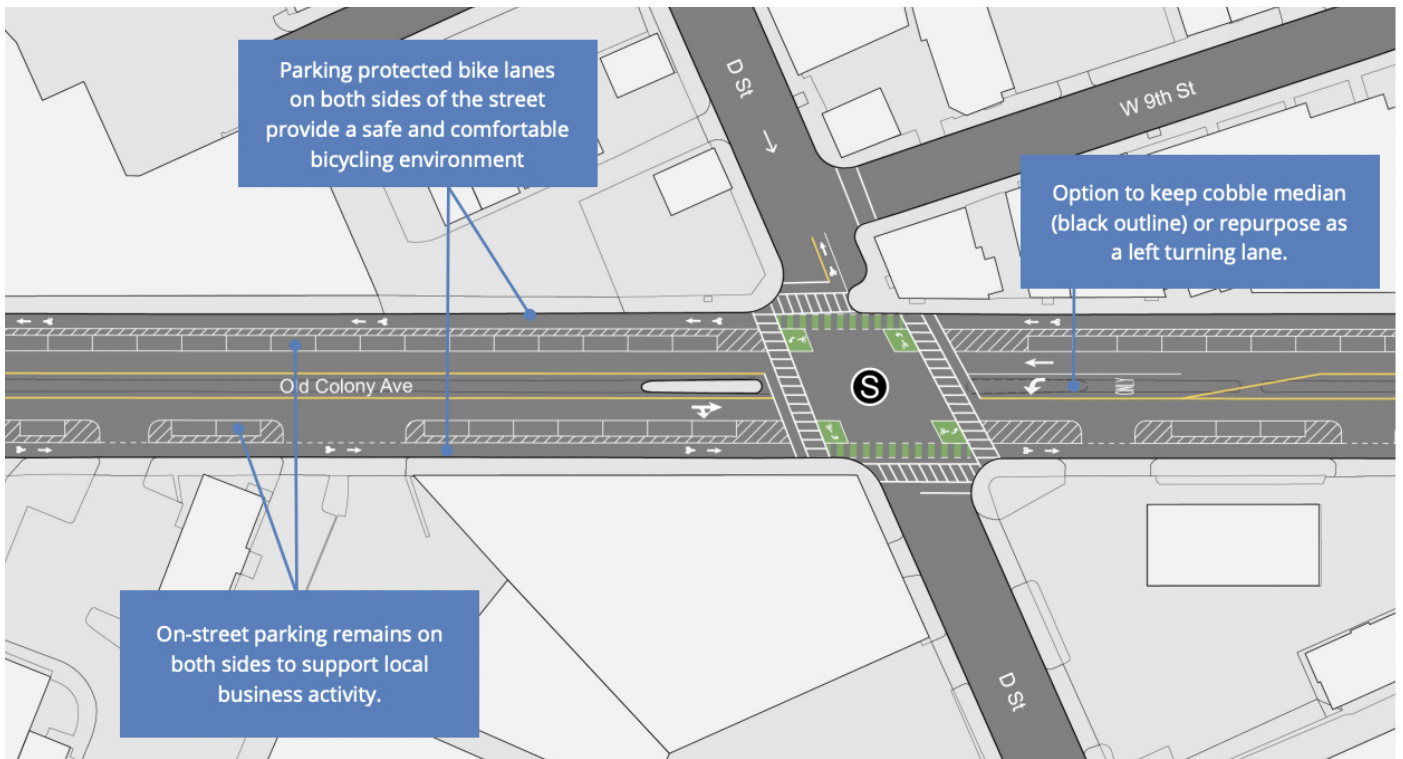 Parking protected bike lanes
on both sides of the street
provide a safe and comfortable
bicycling environment
D St
W 9th St
Option to keep cobble median
(black outline) or repurpose as
a left turning lane.
Old Colony Ave
S
ONLY
On-street parking remains on
both sides to support local
business activity.
D St